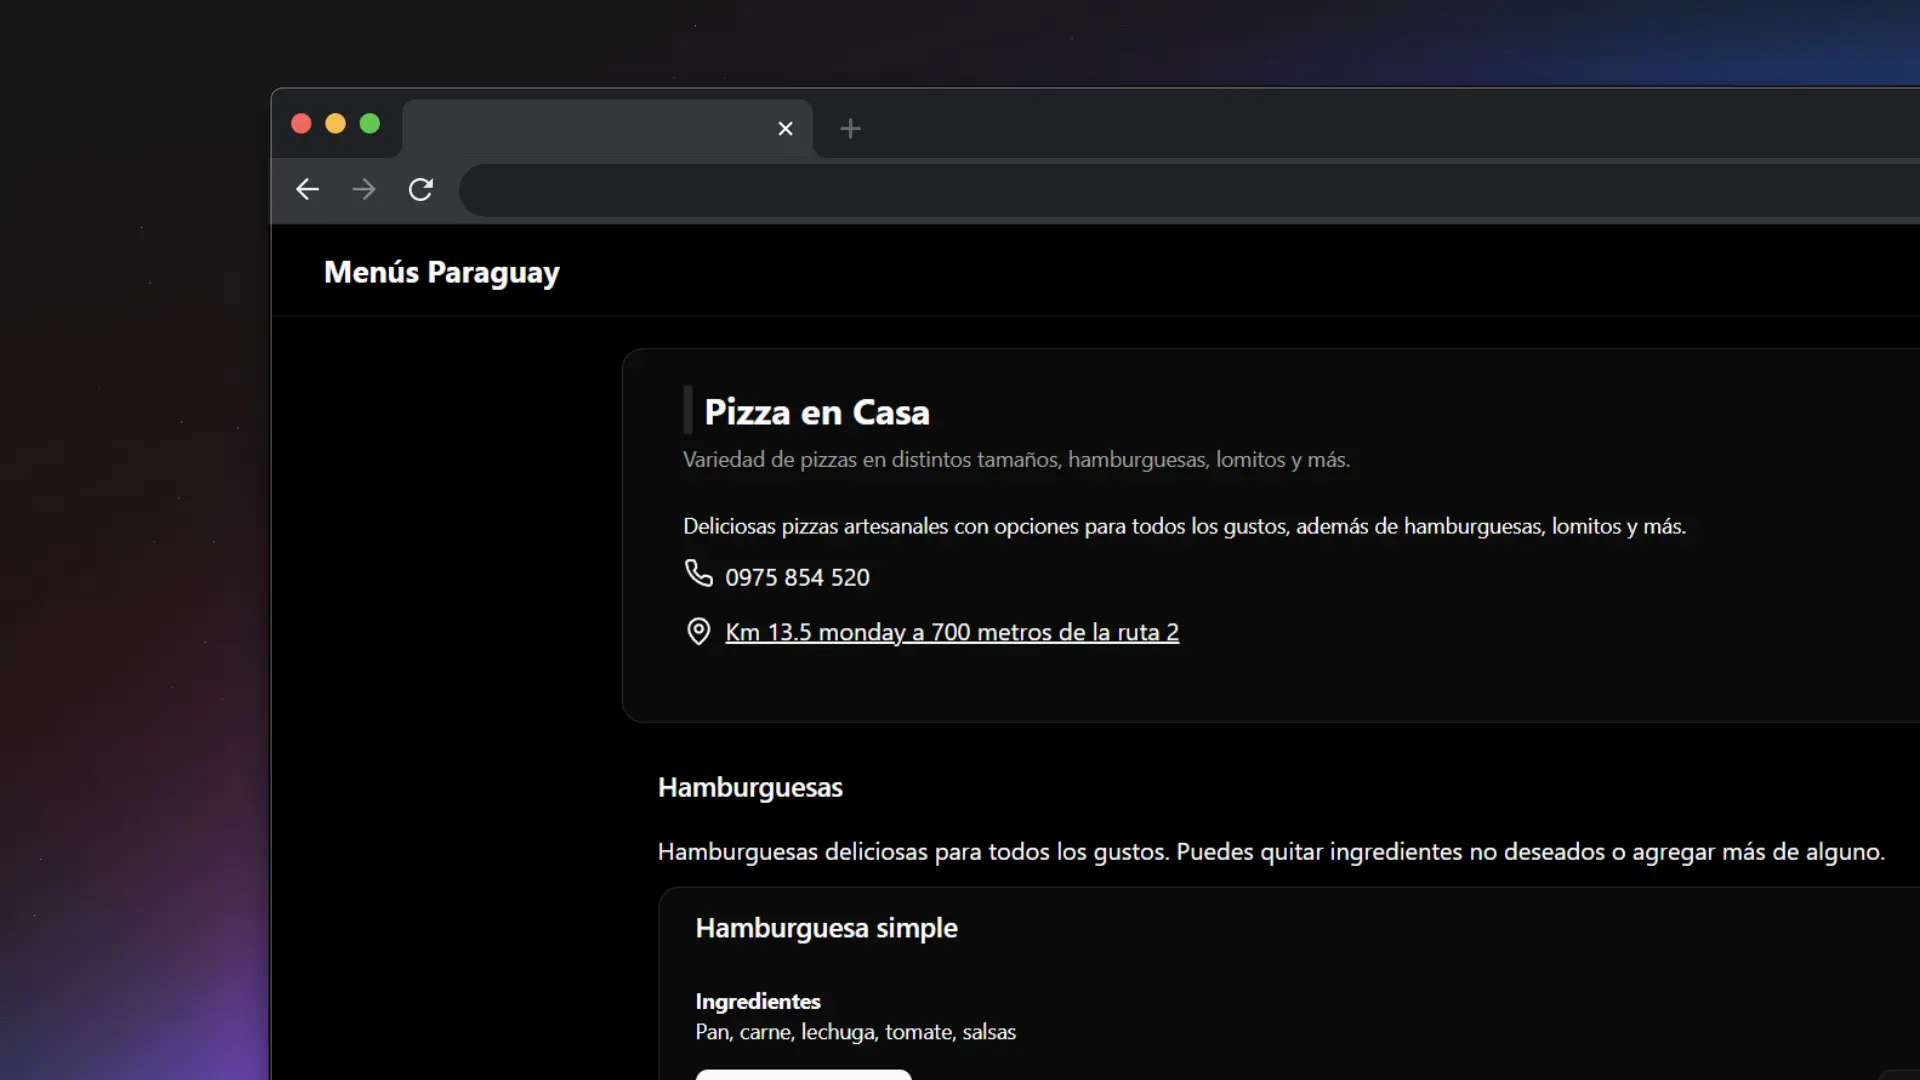 Menús Paraguay
Pizza en Casa
Variedad de pizzas en distintos tamaños, hamburguesas, lomitos y más.
Deliciosas pizzas artesanales con opciones para todos los gustos, además de hamburguesas, lomitos y más.
0975 854 520
Km 13.5 monday a 700 metros de la ruta 2
Hamburguesas
Hamburguesas deliciosas para todos los gustos. Puedes quitar ingredientes no deseados o agregar más de alguno.
Hamburguesa simple
Ingredientes
Pan, carne, lechuga, tomate, salsas